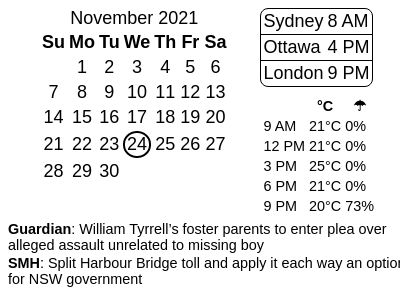 November 2021
Su Mo Tu We Th Fr Sa
1 2 3 4 5 6
7 8 9 10 11 12 13
14 15 16 17 18 19 20
21 22 23 24 25 26 27
28 29 30
Sydney 8 AM
Ottawa 4 PM
London 9 PM
°C ☂
9 AM 21°C 0%
12 PM 21°C 0%
3 PM 25°C 0%
6 PM 21°C 0%
9 PM 20°C 73%
Guardian: William Tyrrell’s foster parents to enter plea over
alleged assault unrelated to missing boy
SMH: Split Harbour Bridge toll and apply it each way an optio
for NSW government